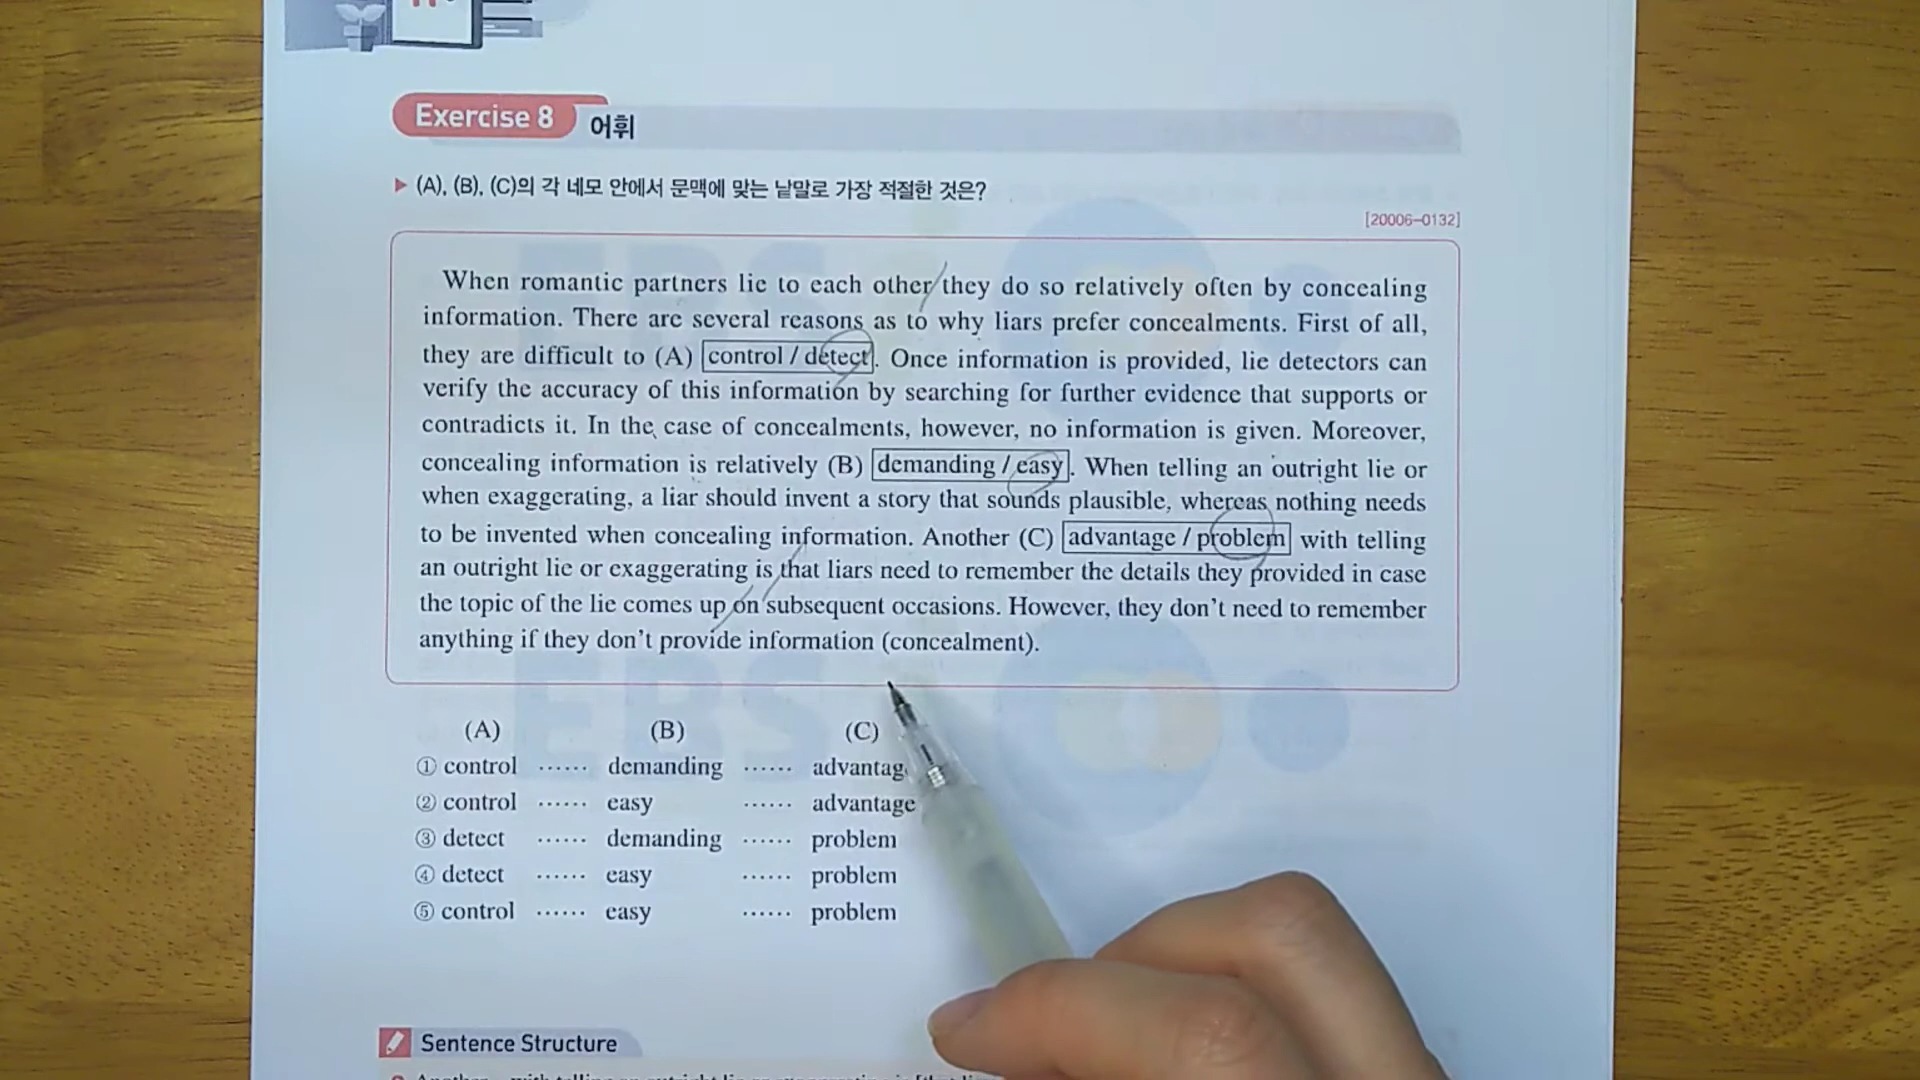 Exercise 8 어휘
▶ (A), (B), (C)의 각 네모 안에서 문맥에 맞는 낱말로 가장 적절한 것은?
[20006-0132]
When romantic partners lie to each other they do so relatively often by concealing
information. There are several reasons as to why liars prefer concealments. First of all,
they are difficult to (A) control / detect. Once information is provided, lie detectors can
verify the accuracy of this information by searching for further evidence that supports or
contradicts it. In the case of concealments, however, no information is given. Moreover,
concealing information is relatively (B) demanding / easy. When telling an outright lie or
when exaggerating, a liar should invent a story that sounds plausible, whereas nothing needs
to be invented when concealing information. Another (C) advantage / problem with telling
an outright lie or exaggerating is that liars need to remember the details they provided in case
the topic of the lie comes up on subsequent occasions. However, they don't need to remember
anything if they don't provide information (concealment).
(A) (B) (C)
① control ······ demanding ······ advantag
② control ······ easy ······ advantage
③ detect ······ demanding ······ problem
④ detect ······ easy ······ problem
⑤ control ······ easy ······ problem
Sentence Structure